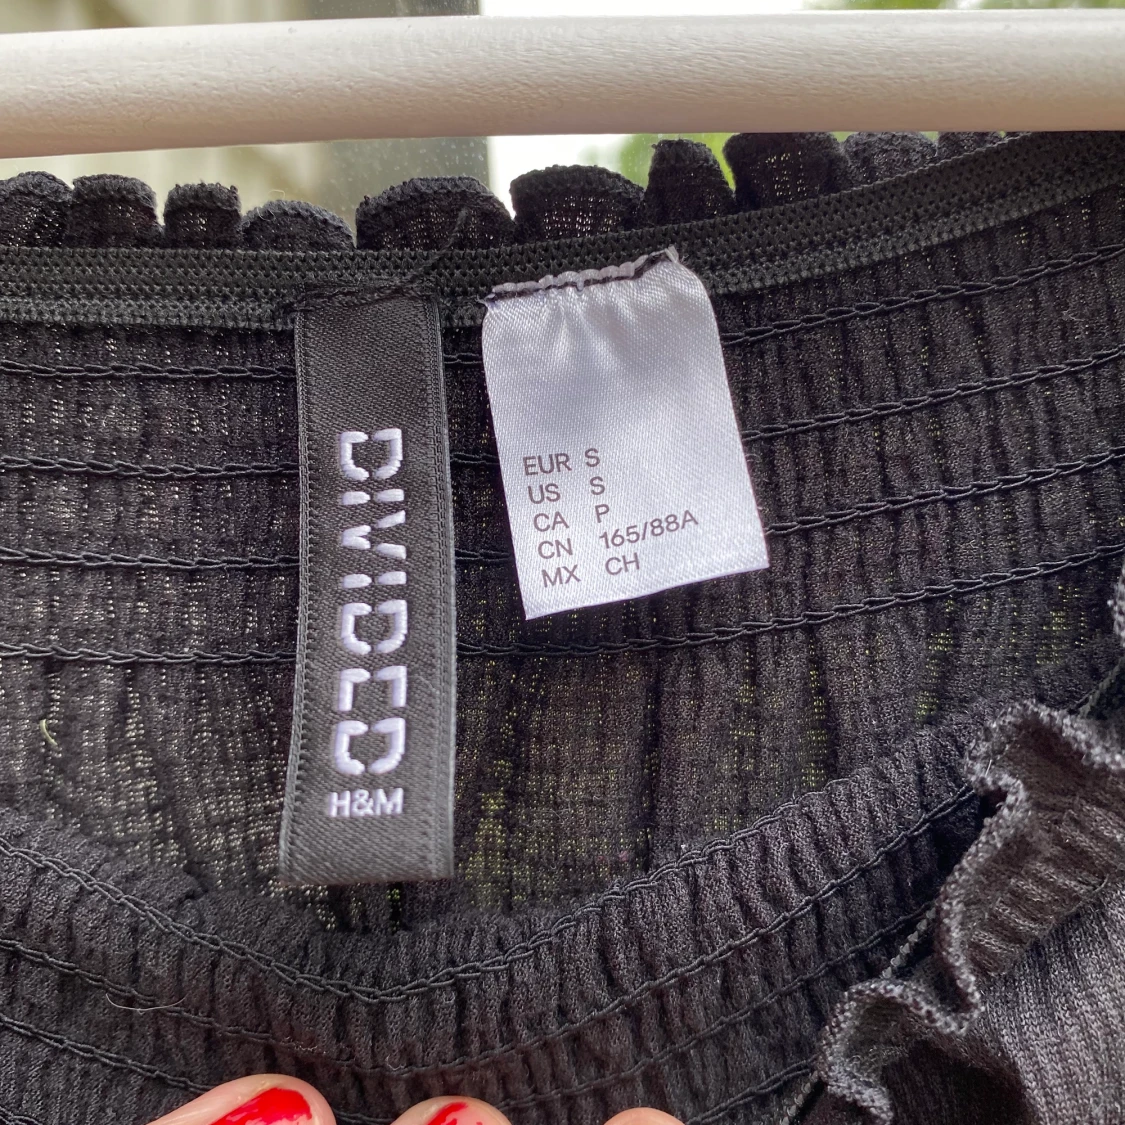 DIVIDED
H&M
EUR S
US S
CA P
CN 165/88A
MX CH